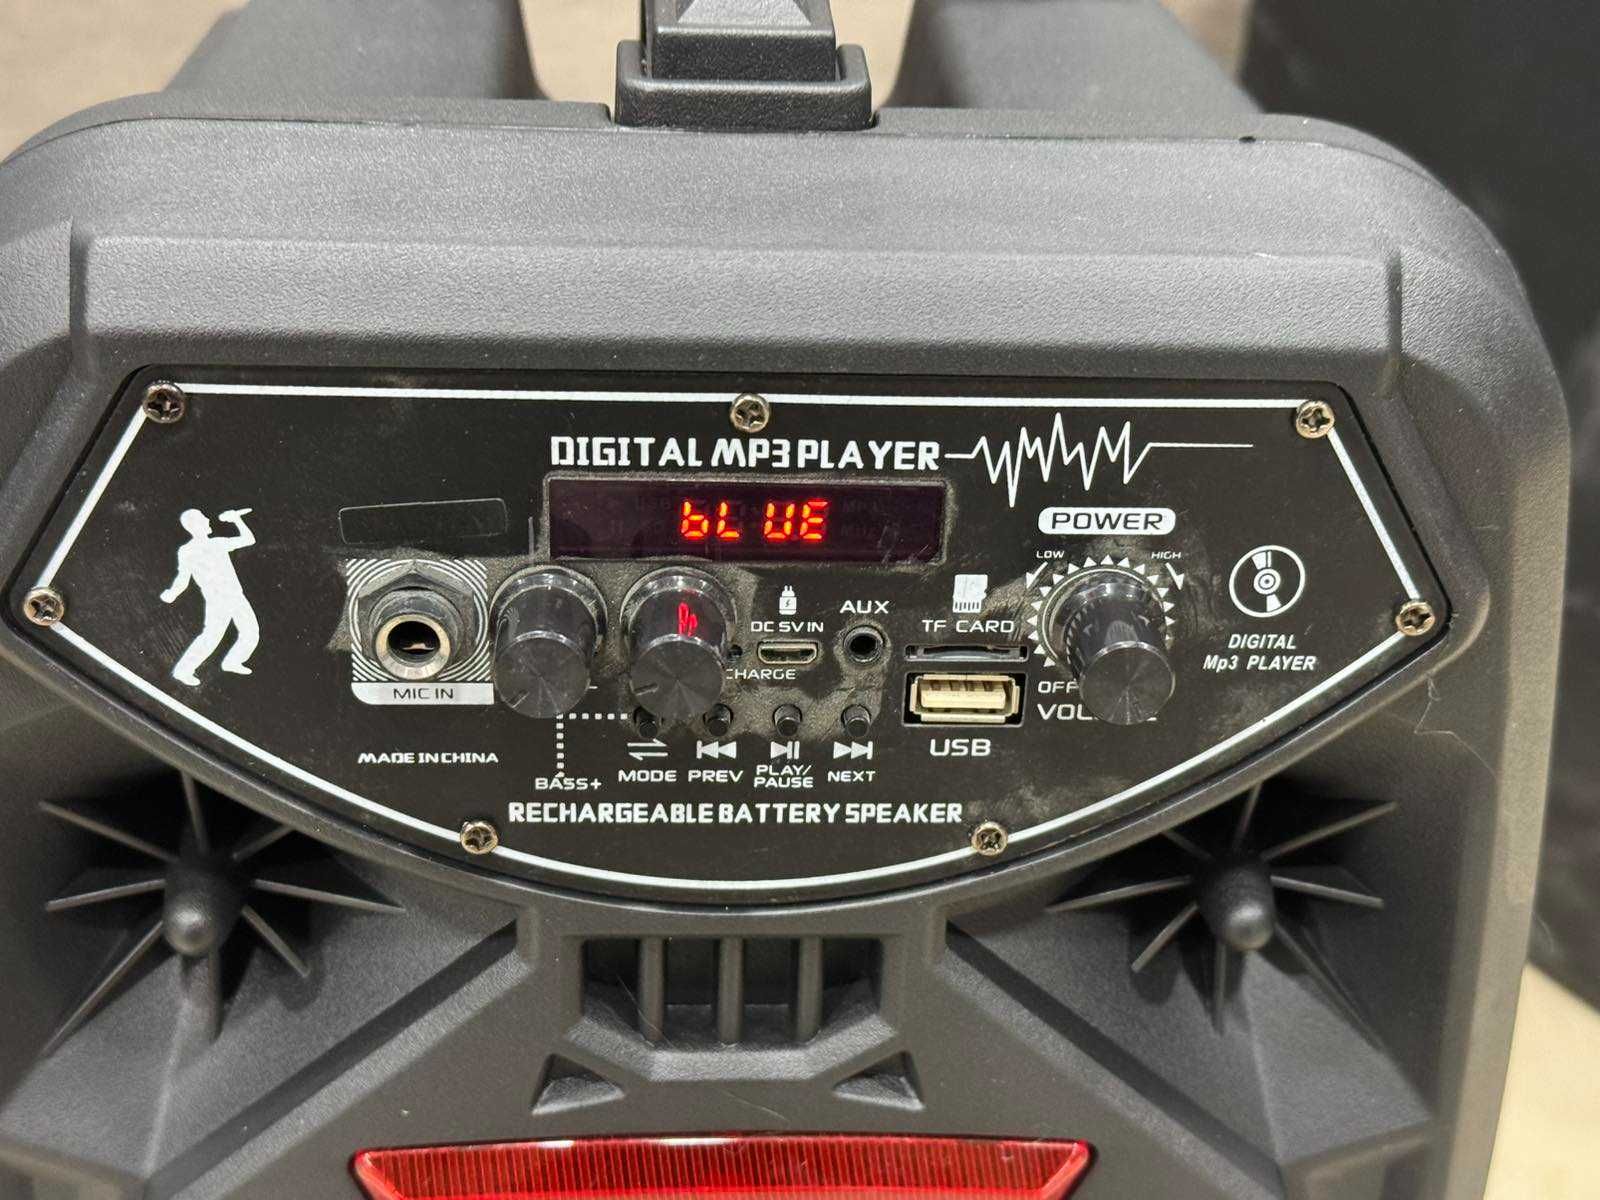 DIGITAL MP3 PLAYER
bLUE
POWER
LOW
HIGH
DC 5V IN
AUX
TF CARD
DIGITAL
Mp3 PLAYER
CHARGE
MIC IN
OFF
USB
MADE IN CHINA
BASS+
MODE
PREV
PLAY/
PAUSE
NEXT
RECHARGEABLE BATTERY SPEAKER